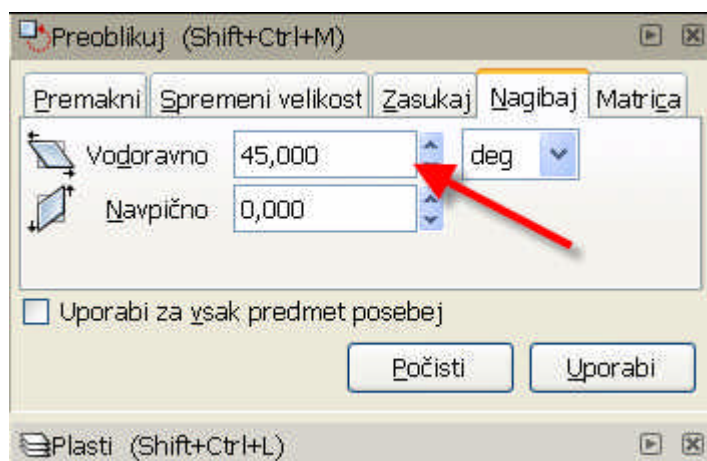 Preoblikuj (Shift+Ctrl+M)
Premakni Spremeni velikost Zasukaj Nagibaj Matrica
Vodoravno 45,000 deg
Navpično 0,000
Uporabi za vsak predmet posebej
Počisti Uporabi
Plasti (Shift+Ctrl+L)